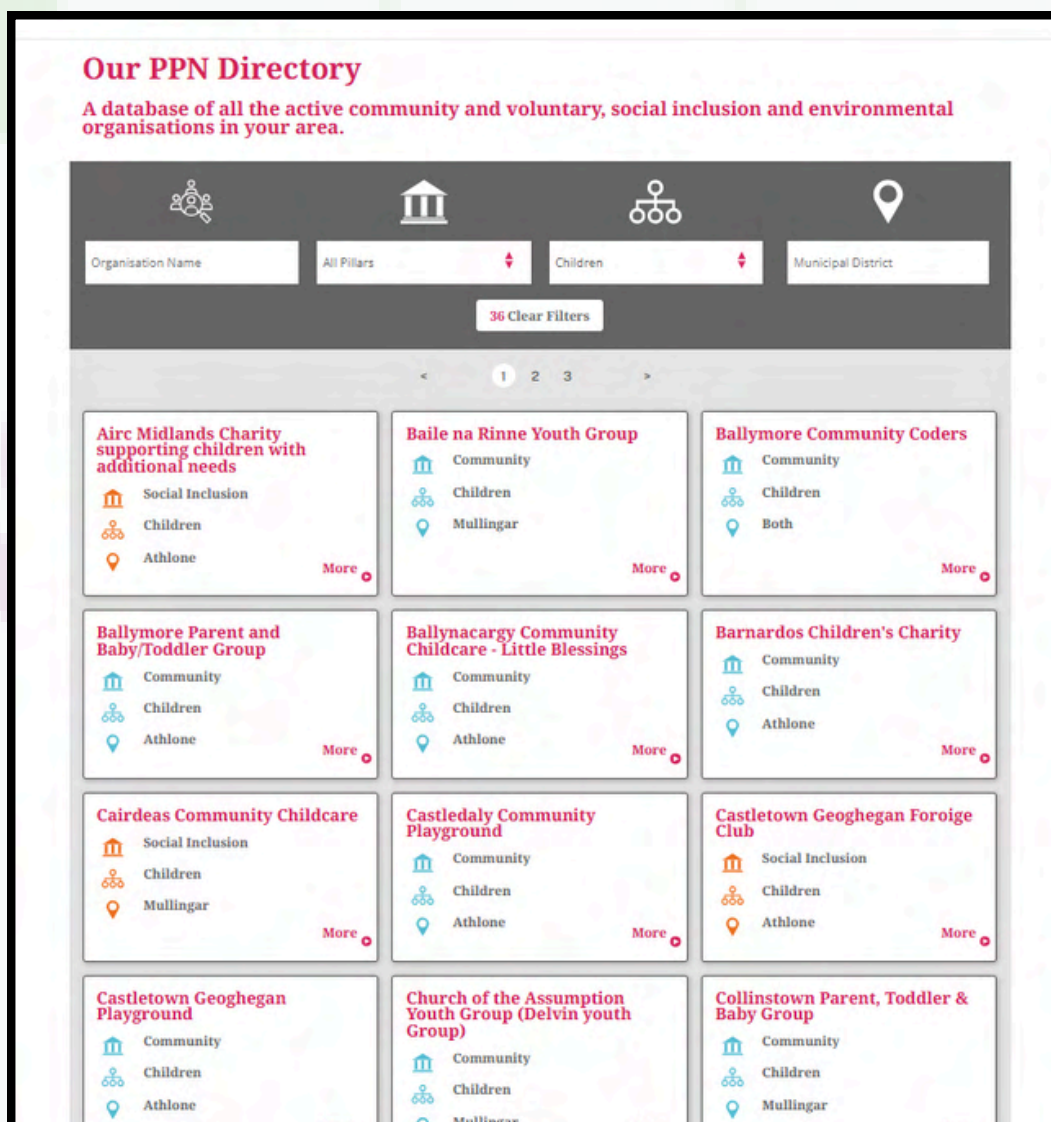 Our PPN Directory
A database of all the active community and voluntary, social inclusion and environmental
organisations in your area.
Organisation Name
All Pillars
Children
Municipal District
36 Clear Filters
< 1 2 3 >
Airc Midlands Charity
supporting children with
additional needs
Social Inclusion
Children
Athlone
More
Baile na Rinne Youth Group
Community
Children
Mullingar
More
Ballymore Community Coders
Community
Children
Both
More
Ballymore Parent and
Baby/Toddler Group
Community
Children
Athlone
More
Ballynacargy Community
Childcare - Little Blessings
Community
Children
Athlone
More
Barnardos Children's Charity
Community
Children
Athlone
More
Cairdeas Community Childcare
Social Inclusion
Children
Mullingar
More
Castledaly Community
Playground
Community
Children
Athlone
More
Castletown Geoghegan Foroige
Club
Social Inclusion
Children
Athlone
More
Castletown Geoghegan
Playground
Community
Children
Athlone
Church of the Assumption
Youth Group (Delvin youth
Group)
Community
Children
Mullingar
Collinstown Parent, Toddler &
Baby Group
Community
Children
Mullingar